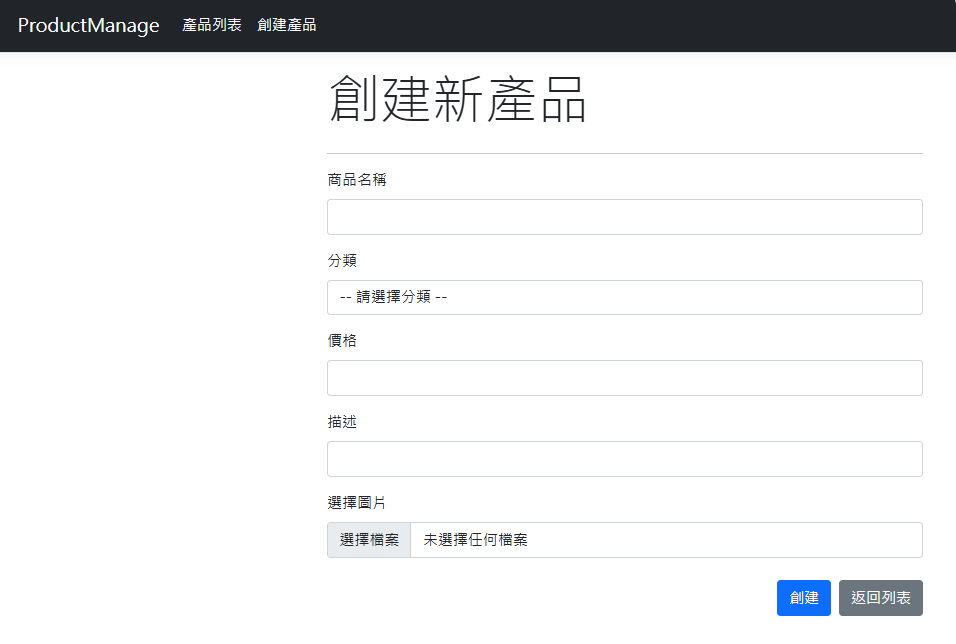 ProductManage 產品列表 創建產品
創建新產品
商品名稱
分類
-- 請選擇分類 --
價格
描述
選擇圖片
選擇檔案 未選擇任何檔案
創建 返回列表